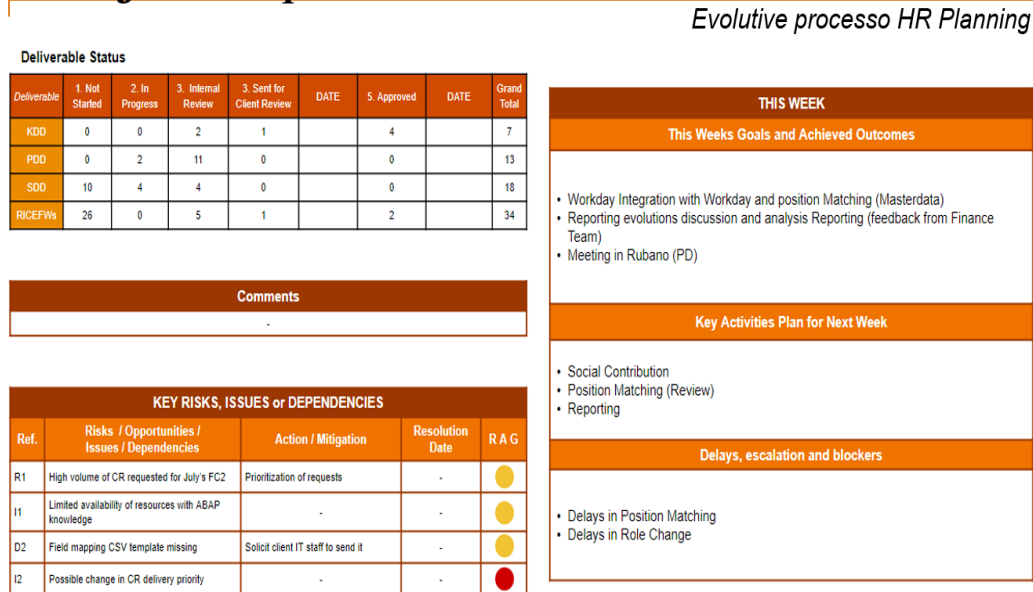 Evolutive processo HR Planning
Deliverable Status
Deliverable 1. Not Started 2. In Progress 3. Internal Review 3. Sent for Client Review DATE 5. Approved DATE Grand Total
KDD 0 0 2 1 4 7
PDD 0 2 11 0 0 13
SDD 10 4 4 0 0 18
RICEFWs 26 0 5 1 2 34
Comments
-
KEY RISKS, ISSUES or DEPENDENCIES
Ref. Risks / Opportunities / Issues / Dependencies Action / Mitigation Resolution Date R A G
R1 High volume of CR requested for July's FC2 Prioritization of requests -
I1 Limited availability of resources with ABAP knowledge - -
D2 Field mapping CSV template missing Solicit client IT staff to send it -
I2 Possible change in CR delivery priority - -
THIS WEEK
This Weeks Goals and Achieved Outcomes
• Workday Integration with Workday and position Matching (Masterdata)
• Reporting evolutions discussion and analysis Reporting (feedback from Finance
Team)
• Meeting in Rubano (PD)
Key Activities Plan for Next Week
• Social Contribution
• Position Matching (Review)
• Reporting
Delays, escalation and blockers
• Delays in Position Matching
• Delays in Role Change